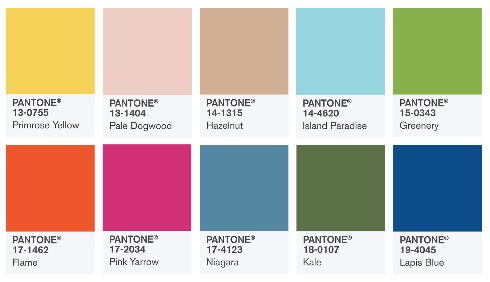 PANTONE®
13-0755
Primrose Yellow
PANTONE®
13-1404
Pale Dogwood
PANTONE®
14-1315
Hazelnut
PANTONE®
14-4620
Island Paradise
PANTONE®
15-0343
Greenery
PANTONE®
17-1462
Flame
PANTONE®
17-2034
Pink Yarrow
PANTONE®
17-4123
Niagara
PANTONE®
18-0107
Kale
PANTONE®
19-4045
Lapis Blue